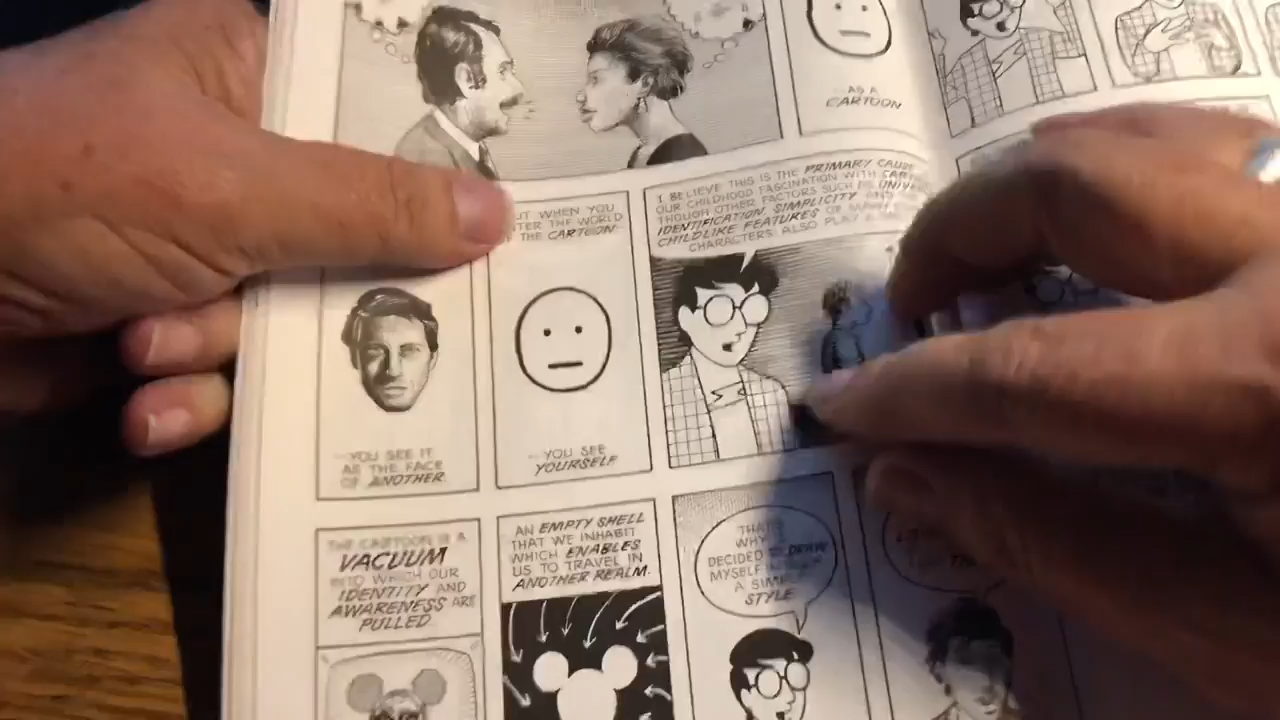 AS A
CARTOON
UT WHEN YOU
TER THE WORLD
THE CARTOON
I BELIEVE THIS IS THE PRIMARY CAUSE
OUR CHILDHOOD FASCINATION WITH
THOUGH OTHER FACTORS SUCH AS
IDENTIFICATION, SIMPLICITY AND
CHILDLIKE FEATURES OF
CHARACTERS ALSO PLAY A
--YOU SEE IT
AS THE FACE
OF ANOTHER.
-- YOU SEE
YOURSELF.
THE CARTOON IS A
VACUUM
INTO WHICH OUR
IDENTITY AND
AWARENESS ARE
PULLED
AN EMPTY SHELL
THAT WE INHABIT
WHICH ENABLES
US TO TRAVEL IN
ANOTHER REALM.
THAT'S
WHY I
DECIDED TO DRAW
MYSELF IN
A SIMPLE
STYLE